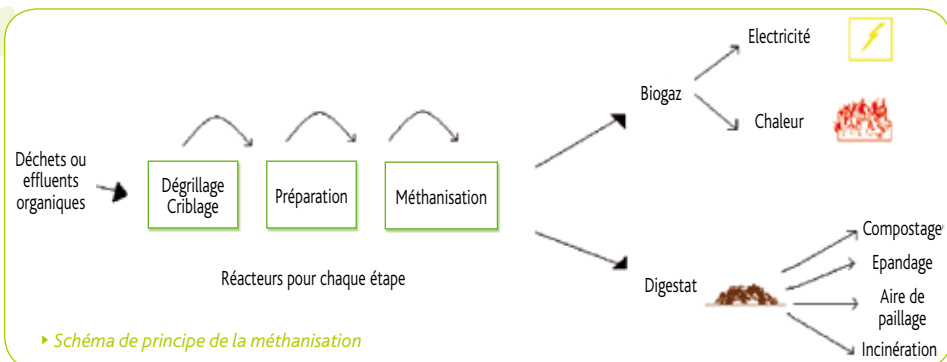 Déchets ou
effluents
organiques
Dégrillage
Criblage
Préparation
Méthanisation
Réacteurs pour chaque étape
Biogaz
Electricité
Chaleur
Digestat
Compostage
Epandage
Aire de
paillage
Incinération
Schéma de principe de la méthanisation